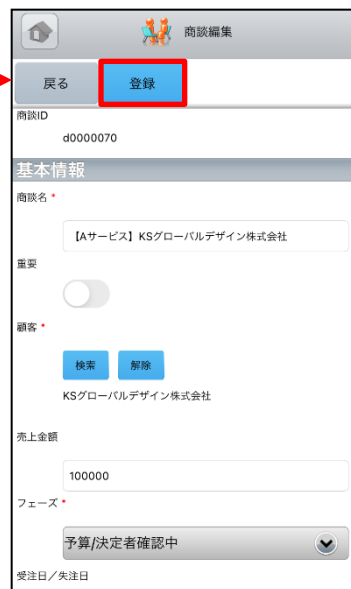 商談編集
戻る 登録
商談ID
d0000070
基本情報
商談名 *
【Aサービス】KSグローバルデザイン株式会社
重要
顧客 *
検索 解除
KSグローバルデザイン株式会社
売上金額
100000
フェーズ *
予算/決定者確認中
受注日／失注日